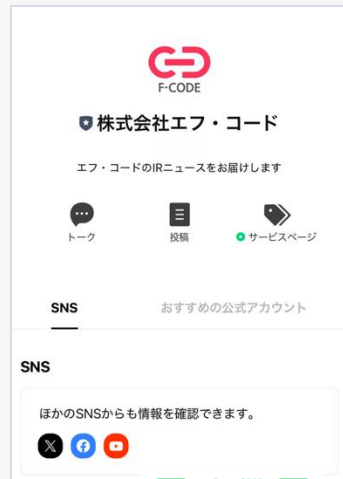 F-CODE
株式会社エフ・コード
エフ・コードのIRニュースをお届けします
トーク
投稿
サービスページ
SNS
おすすめの公式アカウント
SNS
ほかのSNSからも情報を確認できます。